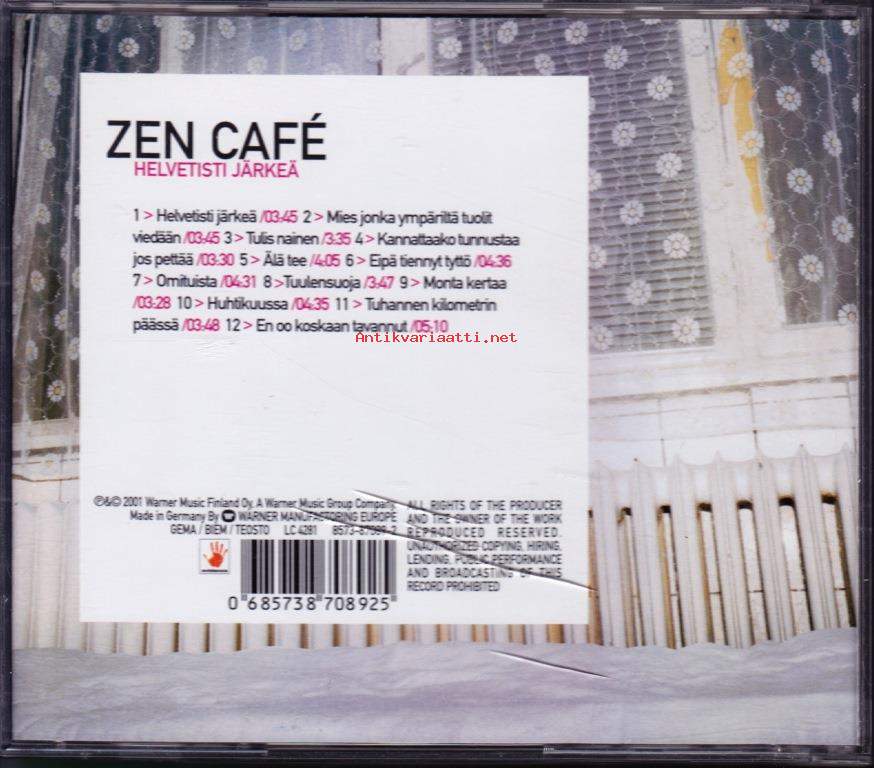 ZEN CAFÉ
HELVETISTI JÄRKEÄ
1 > Helvetisti järkeä /03:45 2 > Mies jonka ympäriltä tuolit
viedään /03:45 3 > Tulis nainen /3:35 4 > Kannattaako tunnustaa
jos pettää /03:30 5 > Älä tee /4:05 6 > Eipä tiennyt tyttö /04:36
7 > Omituista /04:31 8 >Tuulensuoja /3:47 9 > Monta kertaa
/03:28 10 > Huhtikuussa /04:35 11 > Tuhannen kilometrin
päässä /03:48 12 > En oo koskaan tavannut /05:10
Antikvariaatti.net
℗&© 2001 Warner Music Finland Oy. A Warner Music Group Company.
Made in Germany By WARNER MANUFACTURING EUROPE
GEMA / BIEM / TEOSTO LC 4281 8573-87089-2
ALL RIGHTS OF THE PRODUCER
AND THE OWNER OF THE WORK
REPRODUCED RESERVED.
UNAUTHORIZED COPYING, HIRING,
LENDING, PUBLIC PERFORMANCE
AND BROADCASTING OF THIS
RECORD PROHIBITED
0 685738 708925